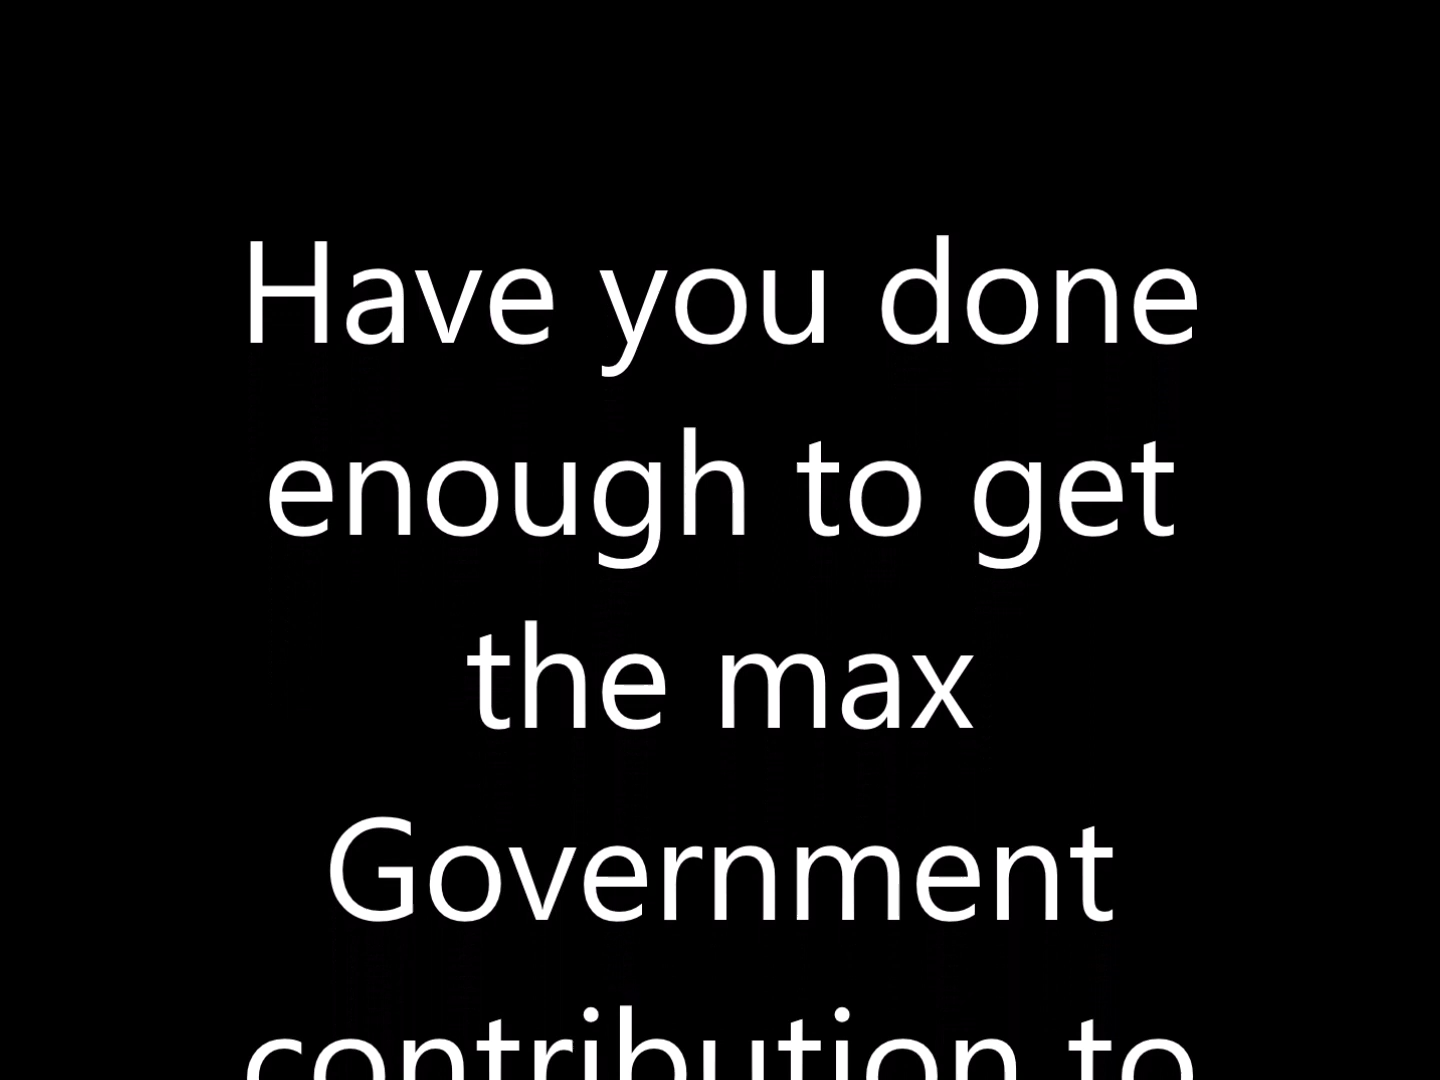 Have you done
enough to get
the max
Government
contribution to